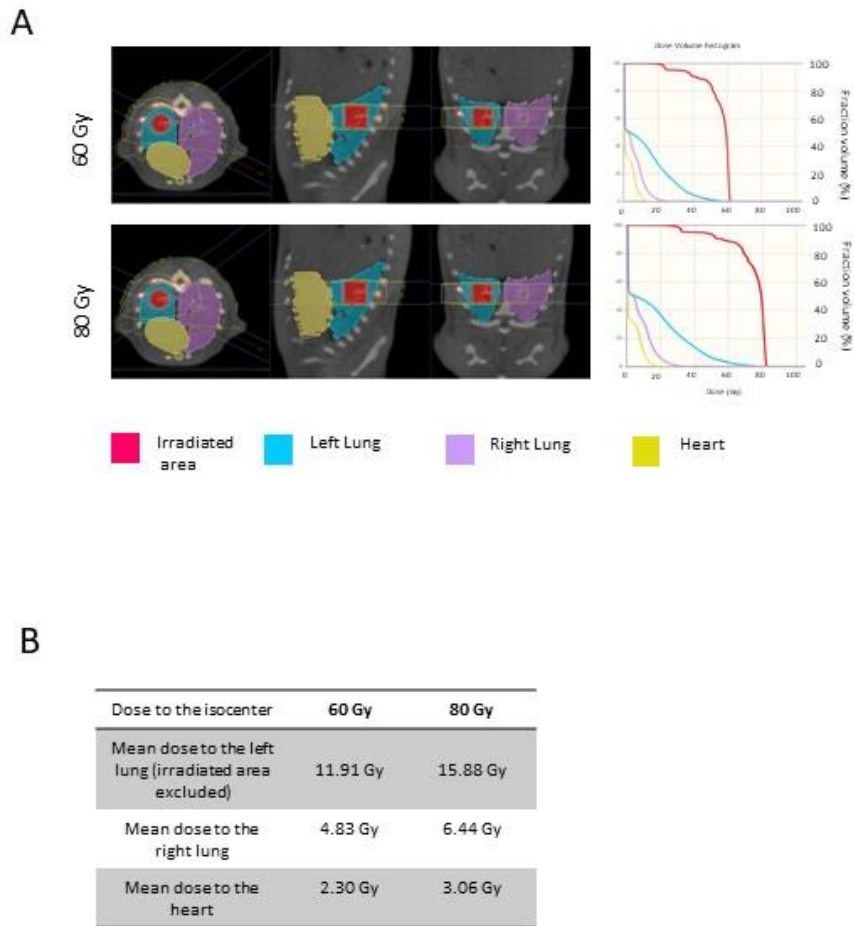 A
60 Gy
Dose Volume histogram
100
80
60
40
20
0
Fraction volume (%)
0 20 40 60 80 100
80 Gy
100
80
60
40
20
0
Fraction volume (%)
0 20 40 60 80 100
Irradiated
area
Left Lung
Right Lung
Heart
B
Dose to the isocenter 60 Gy 80 Gy
Mean dose to the left
lung (irradiated area
excluded)
11.91 Gy 15.88 Gy
Mean dose to the
right lung
4.83 Gy 6.44 Gy
Mean dose to the
heart
2.30 Gy 3.06 Gy